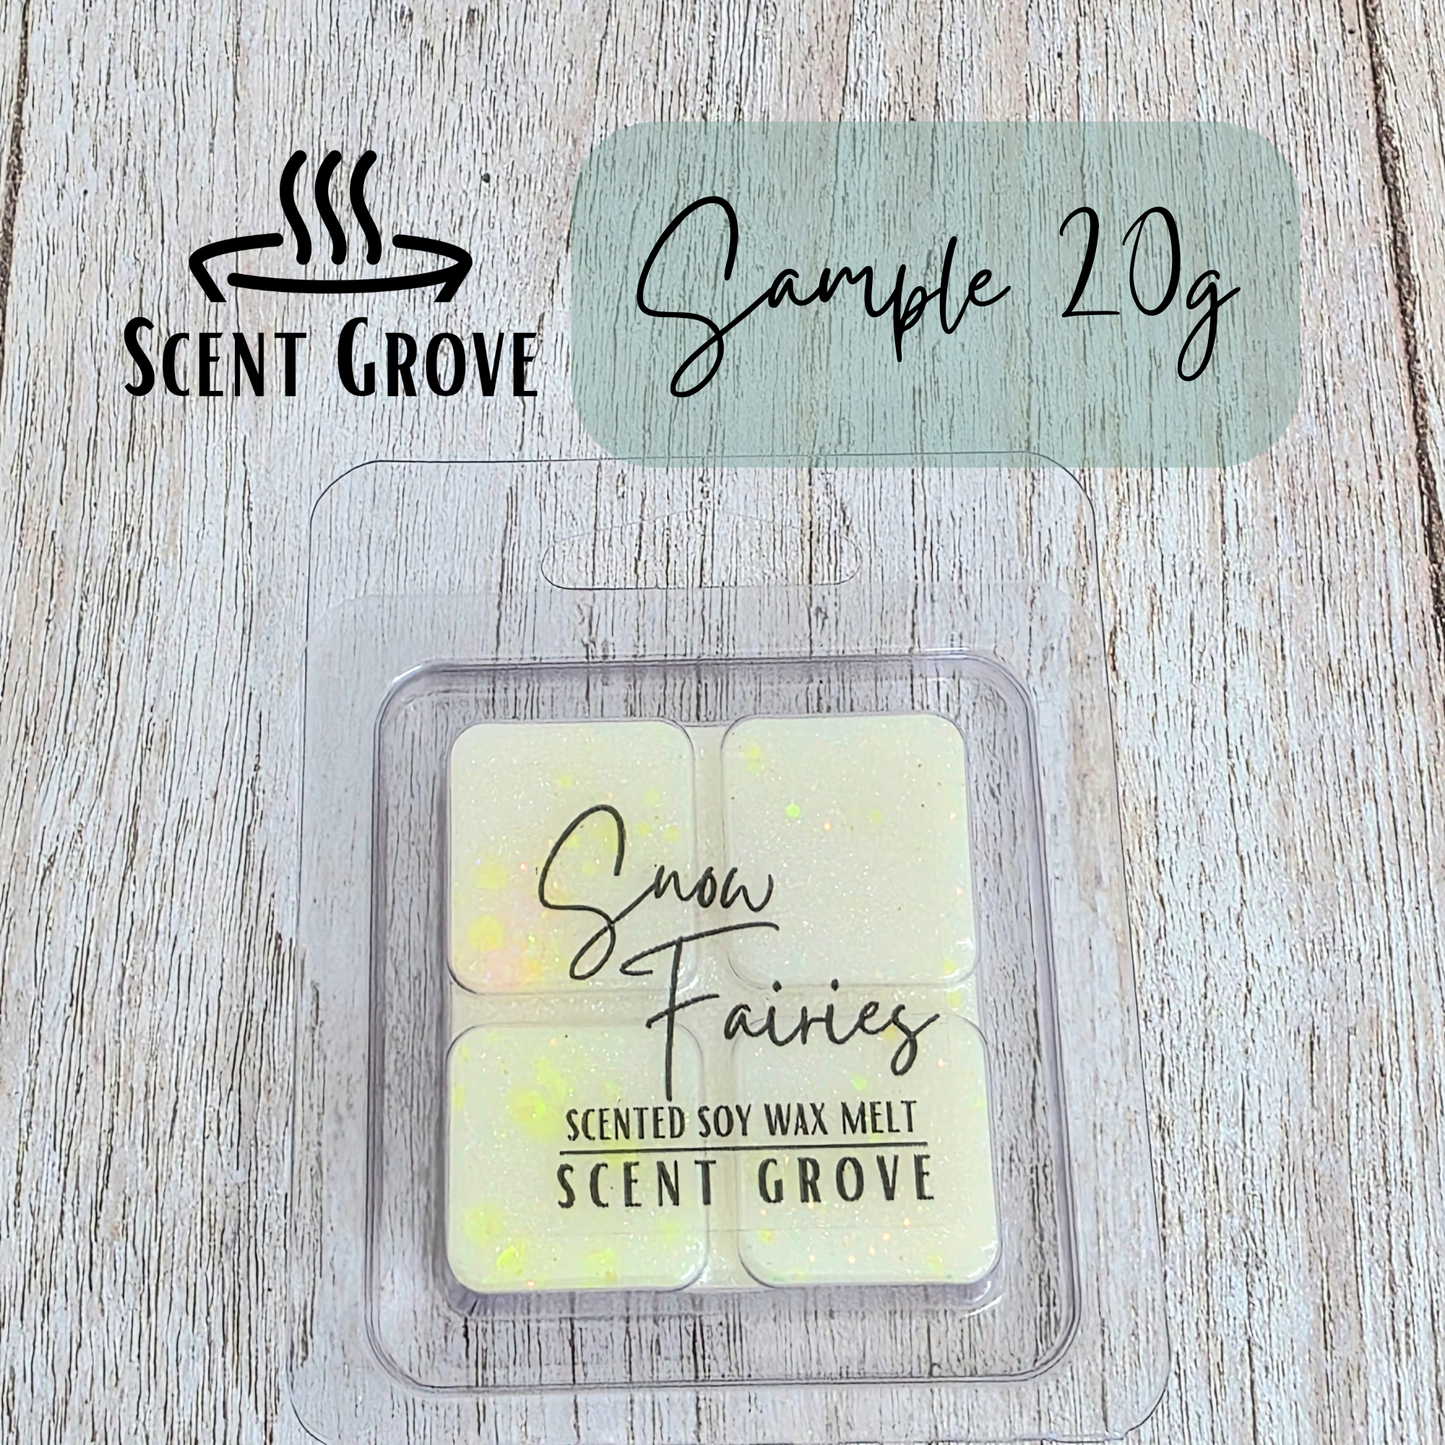 SCENT GROVE
Sample 20g
Snow
Fairies
SCENTED SOY WAX MELT
SCENT GROVE